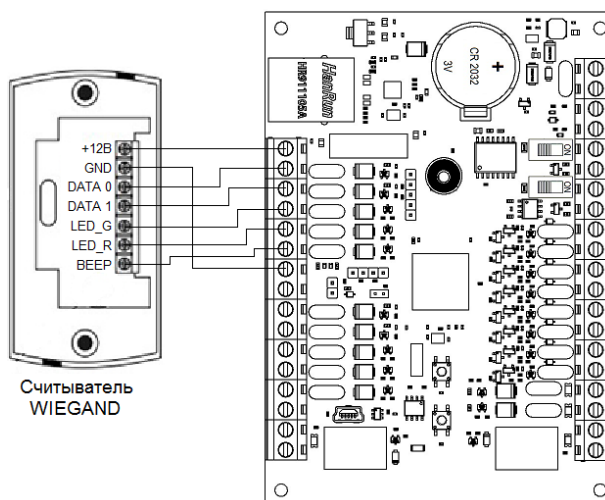 +12В
GND
DATA 0
DATA 1
LED_G
LED_R
BEEP
Считыватель
WIEGAND
HanRun
HR911105A
CR 2032
3V
+
ON
ON